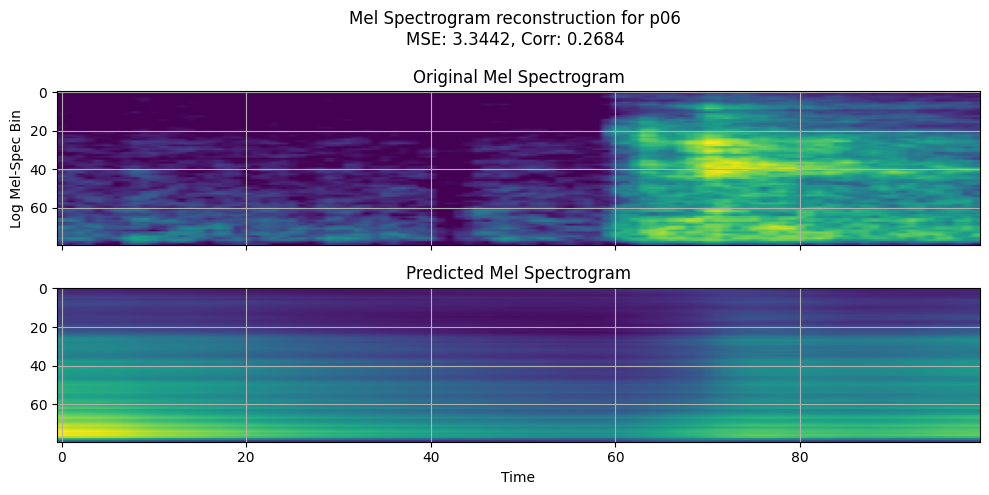 Mel Spectrogram reconstruction for p06
MSE: 3.3442, Corr: 0.2684
Original Mel Spectrogram
0
20
40
60
Log Mel-Spec Bin
Predicted Mel Spectrogram
0
20
40
60
0 20 40 60 80
Time